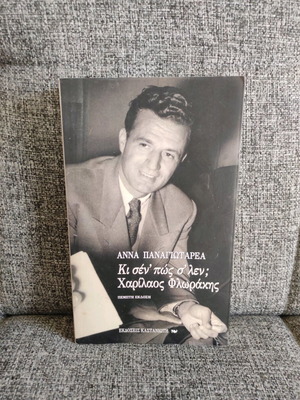 ΑΝΝΑ ΠΑΝΑΓΙΩΤΑΡΕΑ
Κι σέν' πώς σ' λεν;
Χαρίλαος Φλωράκης
ΠΕΜΠΤΗ ΕΚΔΟΣΗ
ΕΚΔΟΣΕΙΣ ΚΑΣΤΑΝΙΩΤΗ